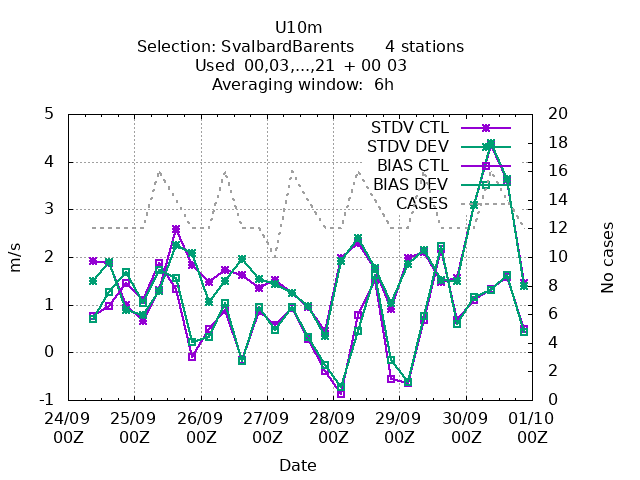 U10m
Selection: SvalbardBarents 4 stations
Used 00,03,...,21 + 00 03
Averaging window: 6h
STDV CTL
STDV DEV
BIAS CTL
BIAS DEV
CASES
m/s
5
4
3
2
1
0
-1
No cases
20
18
16
14
12
10
8
6
4
2
0
24/09 25/09 26/09 27/09 28/09 29/09 30/09 01/10
00Z 00Z 00Z 00Z 00Z 00Z 00Z 00Z
Date